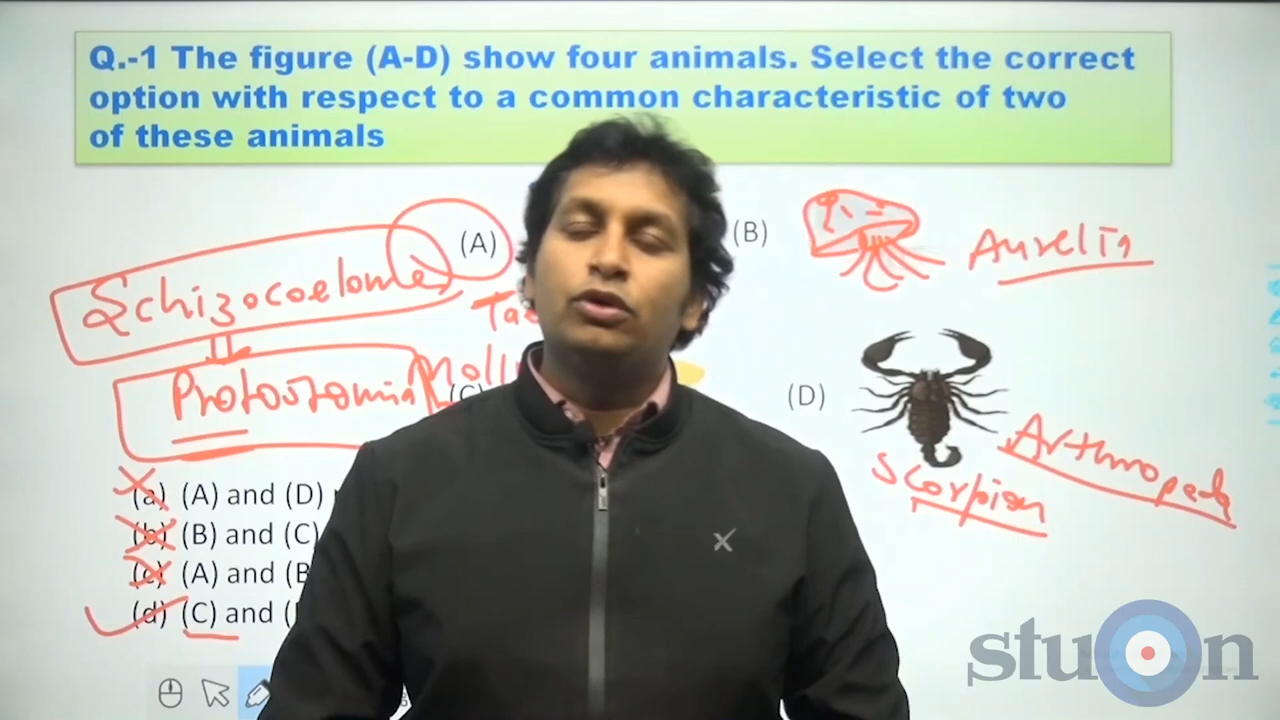 Q.-1 The figure (A-D) show four animals. Select the correct
option with respect to a common characteristic of two
of these animals
(A)
(B)
Aurelia
Schizocoelomes
Protostomia
(C)
(D)
Scorpion
Arthropoda
(a) (A) and (D)
(b) (B) and (C)
(c) (A) and (B
(d) (C) and (
stuon